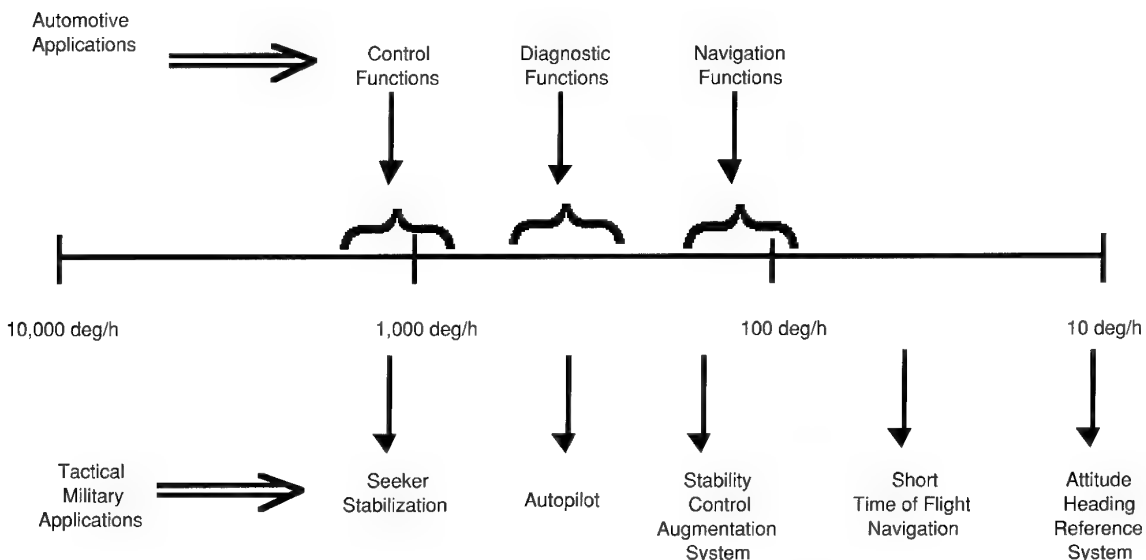 Automotive
Applications
Control
Functions
Diagnostic
Functions
Navigation
Functions
10,000 deg/h
1,000 deg/h
100 deg/h
10 deg/h
Tactical
Military
Applications
Seeker
Stabilization
Autopilot
Stability
Control
Augmentation
System
Short
Time of Flight
Navigation
Attitude
Heading
Reference
System